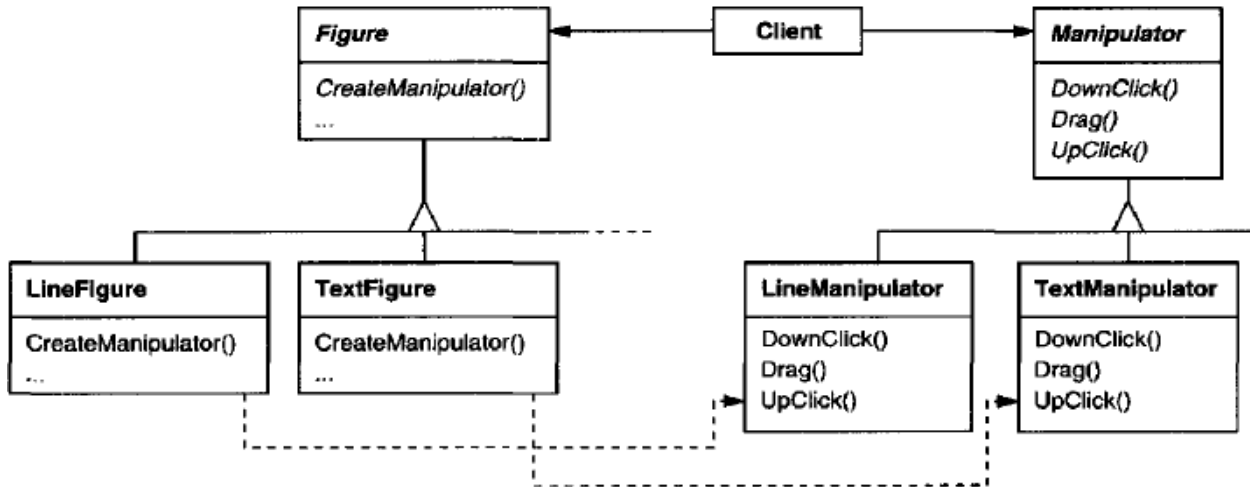 Figure
CreateManipulator()
...
Client
Manipulator
DownClick()
Drag()
UpClick()
LineFigure
CreateManipulator()
...
TextFigure
CreateManipulator()
...
LineManipulator
DownClick()
Drag()
UpClick()
TextManipulator
DownClick()
Drag()
UpClick()